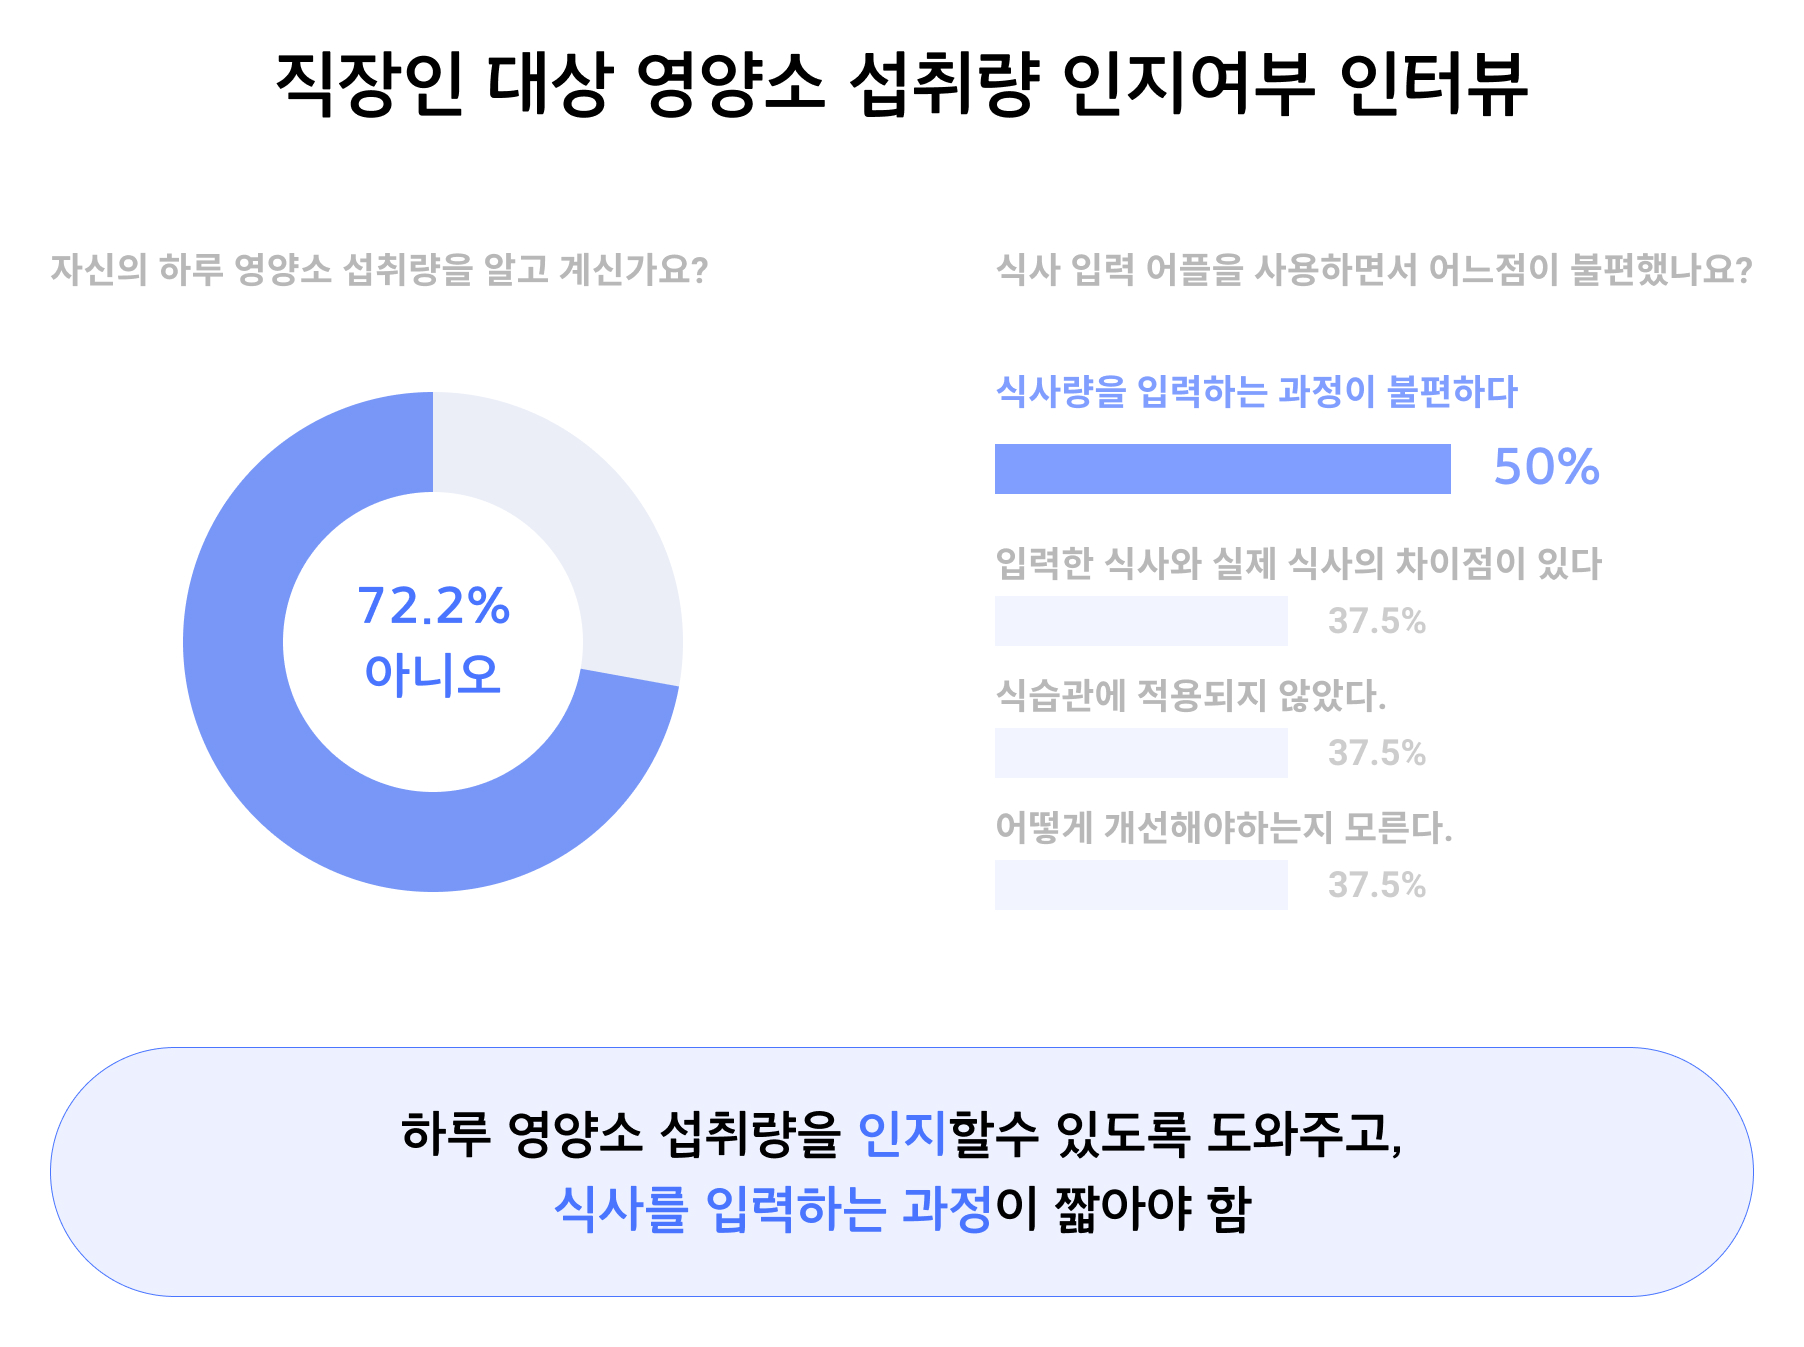 직장인 대상 영양소 섭취량 인지여부 인터뷰
자신의 하루 영양소 섭취량을 알고 계신가요?
72.2%
아니오
식사 입력 어플을 사용하면서 어느점이 불편했나요?
식사량을 입력하는 과정이 불편하다
50%
입력한 식사와 실제 식사의 차이점이 있다
37.5%
식습관에 적용되지 않았다.
37.5%
어떻게 개선해야하는지 모른다.
37.5%
하루 영양소 섭취량을 인지할수 있도록 도와주고,
식사를 입력하는 과정이 짧아야 함